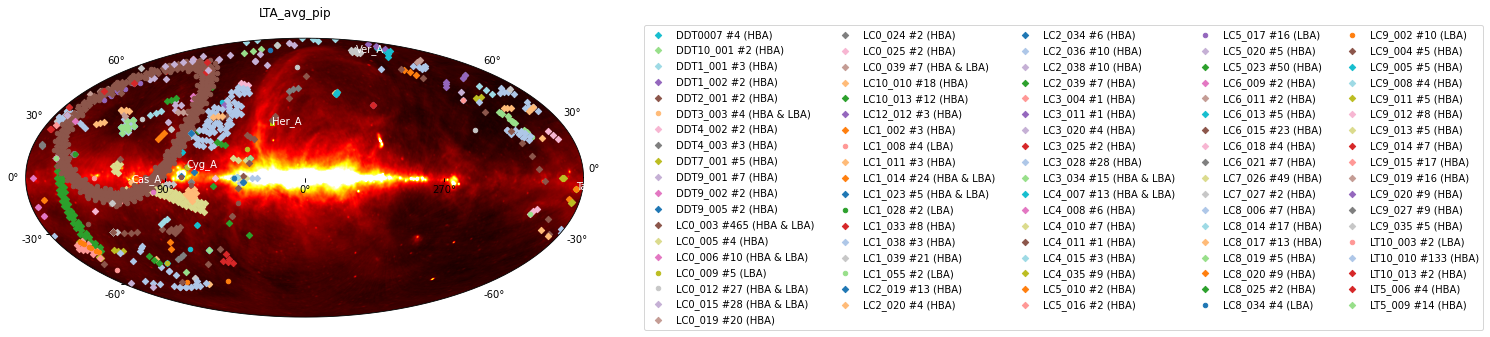 LTA_avg_pip
60°
Ver_A
60°
30°
Her_A
30°
Cyg_A
0°
Cas_A
90°
0°
270°
0°
Ta
-30°
-30°
-60°
-60°
DDT0007 #4 (HBA)
DDT10_001 #2 (HBA)
DDT1_001 #3 (HBA)
DDT1_002 #2 (HBA)
DDT2_001 #2 (HBA)
DDT3_003 #4 (HBA & LBA)
DDT4_002 #2 (HBA)
DDT4_003 #3 (HBA)
DDT7_001 #5 (HBA)
DDT9_001 #7 (HBA)
DDT9_002 #2 (HBA)
DDT9_005 #2 (HBA)
LC0_003 #465 (HBA & LBA)
LC0_005 #4 (HBA)
LC0_006 #10 (HBA & LBA)
LC0_009 #5 (LBA)
LC0_012 #27 (HBA & LBA)
LC0_015 #28 (HBA & LBA)
LC0_019 #20 (HBA)
LC0_024 #2 (HBA)
LC0_025 #2 (HBA)
LC0_039 #7 (HBA & LBA)
LC10_010 #18 (HBA)
LC10_013 #12 (HBA)
LC12_012 #3 (HBA)
LC1_002 #3 (HBA)
LC1_008 #4 (LBA)
LC1_011 #3 (HBA)
LC1_014 #24 (HBA & LBA)
LC1_023 #5 (HBA & LBA)
LC1_028 #2 (LBA)
LC1_033 #8 (HBA)
LC1_038 #3 (HBA)
LC1_039 #21 (HBA)
LC1_055 #2 (LBA)
LC2_019 #13 (HBA)
LC2_020 #4 (HBA)
LC2_034 #6 (HBA)
LC2_036 #10 (HBA)
LC2_038 #10 (HBA)
LC2_039 #7 (HBA)
LC3_004 #1 (HBA)
LC3_011 #1 (HBA)
LC3_020 #4 (HBA)
LC3_025 #2 (HBA)
LC3_028 #28 (HBA)
LC3_034 #15 (HBA & LBA)
LC4_007 #13 (HBA & LBA)
LC4_008 #6 (HBA)
LC4_010 #7 (HBA)
LC4_011 #1 (HBA)
LC4_015 #3 (HBA)
LC4_035 #9 (HBA)
LC5_010 #2 (HBA)
LC5_016 #2 (HBA)
LC5_017 #16 (LBA)
LC5_020 #5 (HBA)
LC5_023 #50 (HBA)
LC6_009 #2 (HBA)
LC6_011 #2 (HBA)
LC6_013 #5 (HBA)
LC6_015 #23 (HBA)
LC6_018 #4 (HBA)
LC6_021 #7 (HBA)
LC7_026 #49 (HBA)
LC7_027 #2 (HBA)
LC8_006 #7 (HBA)
LC8_014 #17 (HBA)
LC8_017 #13 (HBA)
LC8_019 #5 (HBA)
LC8_020 #9 (HBA)
LC8_025 #2 (HBA)
LC8_034 #4 (LBA)
LC9_002 #10 (LBA)
LC9_004 #5 (HBA)
LC9_005 #5 (HBA)
LC9_008 #4 (HBA)
LC9_011 #5 (HBA)
LC9_012 #8 (HBA)
LC9_013 #5 (HBA)
LC9_014 #7 (HBA)
LC9_015 #17 (HBA)
LC9_019 #16 (HBA)
LC9_020 #9 (HBA)
LC9_027 #9 (HBA)
LC9_035 #5 (HBA)
LT10_003 #2 (LBA)
LT10_010 #133 (HBA)
LT10_013 #2 (HBA)
LT5_006 #4 (HBA)
LT5_009 #14 (HBA)